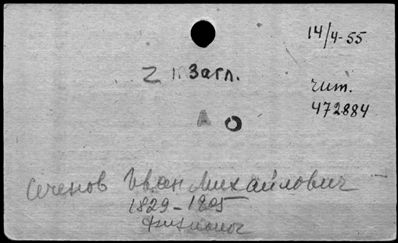 14/4-55
Z 1. Загл.
чит.
472884
А О
Сеченов Иван Михайлович
1829-1905
физиолог